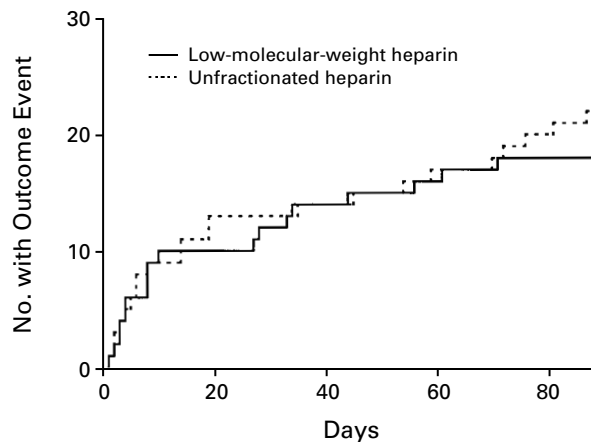 30
Low-molecular-weight heparin
Unfractionated heparin
20
10
0
No. with Outcome Event
0 20 40 60 80
Days